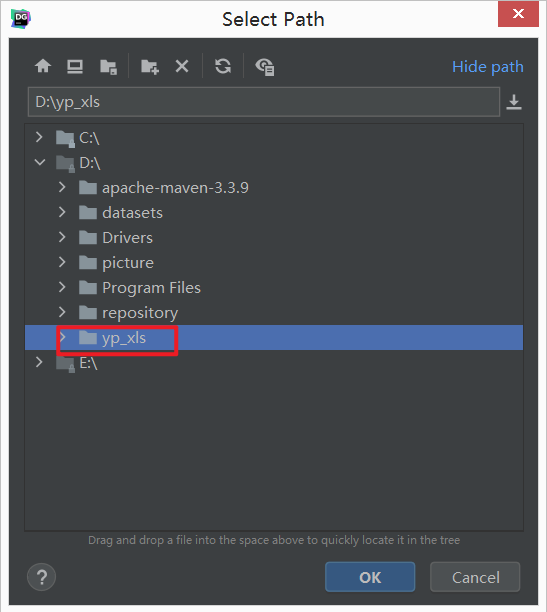 DG
Select Path
Hide path
D:\yp_xls
C:\
D:\
apache-maven-3.3.9
datasets
Drivers
picture
Program Files
repository
yp_xls
E:\
Drag and drop a file into the space above to quickly locate it in the tree
?
OK
Cancel